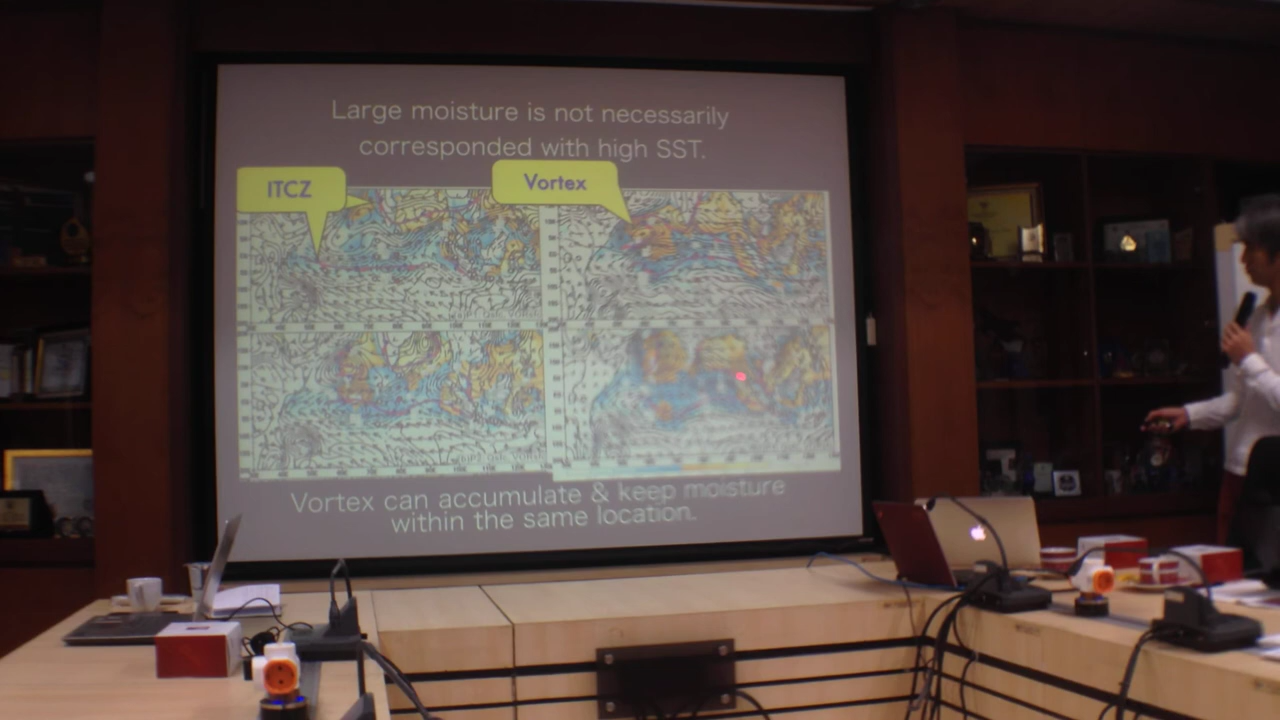 Large moisture is not necessarily
corresponded with high SST.
ITCZ
Vortex
Vortex can accumulate & keep moisture
within the same location.